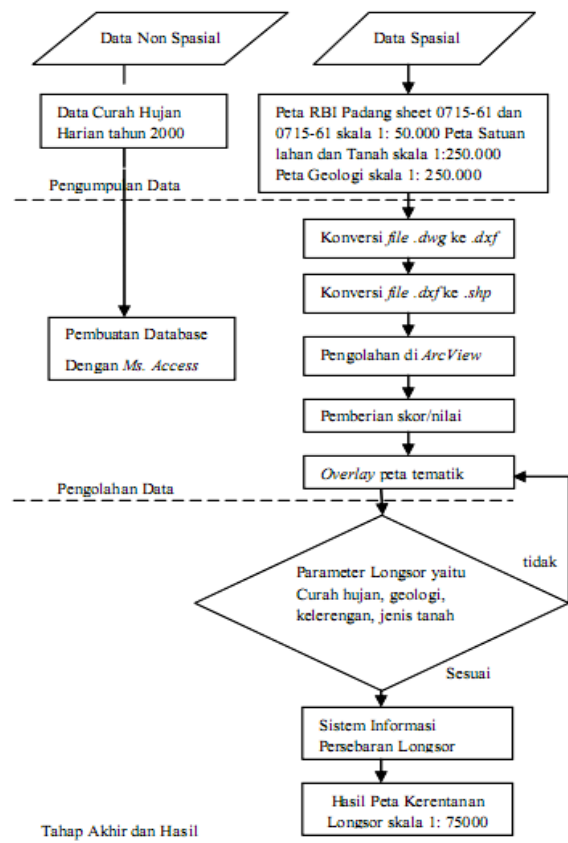 Data Non Spasial
Data Spasial
Data Curah Hujan
Harian tahun 2000
Peta RBI Padang sheet 0715-61 dan
0715-61 skala 1: 50.000 Peta Satuan
lahan dan Tanah skala 1:250.000
Peta Geologi skala 1: 250.000
Pengumpulan Data
Konversi file .dwg ke .dxf
Konversi file .dxf ke .shp
Pembuatan Database
Dengan Ms. Access
Pengolahan di ArcView
Pemberian skor/nilai
Overlay peta tematik
Pengolahan Data
Parameter Longsor yaitu
Curah hujan, geologi,
kelerengan, jenis tanah
tidak
Sesuai
Sistem Informasi
Persebaran Longsor
Hasil Peta Kerentanan
Longsor skala 1: 75000
Tahap Akhir dan Hasil